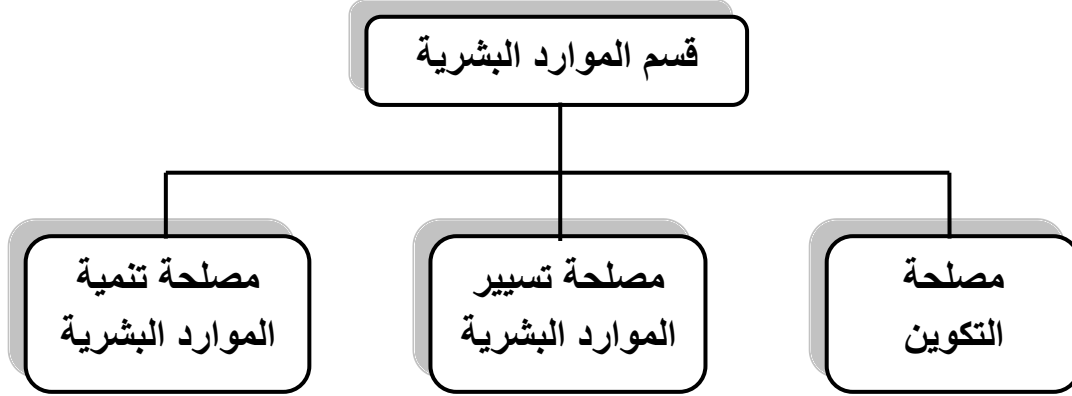 قسم الموارد البشرية
مصلحة
التكوين
مصلحة تسيير
الموارد البشرية
مصلحة تنمية
الموارد البشرية